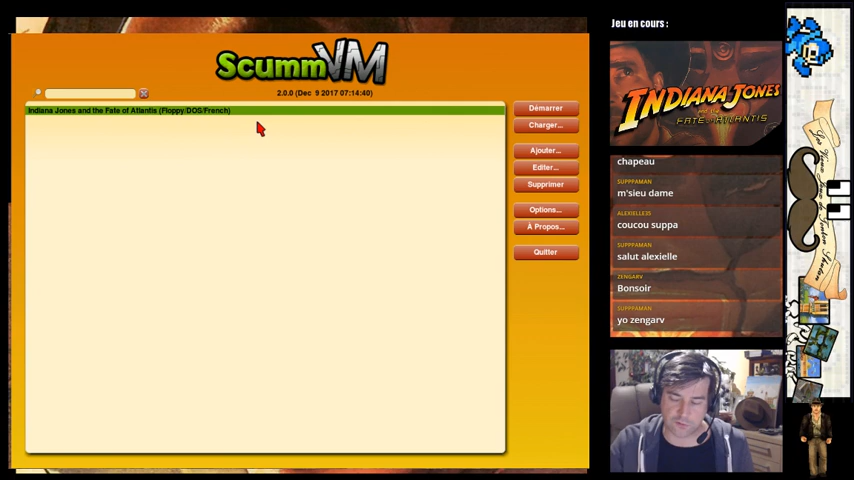 Jeu en cours :
ScummVM
2.0.0 (Dec 9 2017 07:14:40)
Indiana Jones and the Fate of Atlantis (Floppy/DOS/French)
Démarrer
Charger...
Ajouter...
Editer...
Supprimer
Options...
À Propos...
Quitter
INDIANA JONES
and the
FATE OF ATLANTIS
chapeau
SUPPPAMAN
m'sieu dame
ALEXIELLE35
coucou suppa
SUPPPAMAN
salut alexielle
ZENGARV
Bonsoir
SUPPPAMAN
yo zengarv